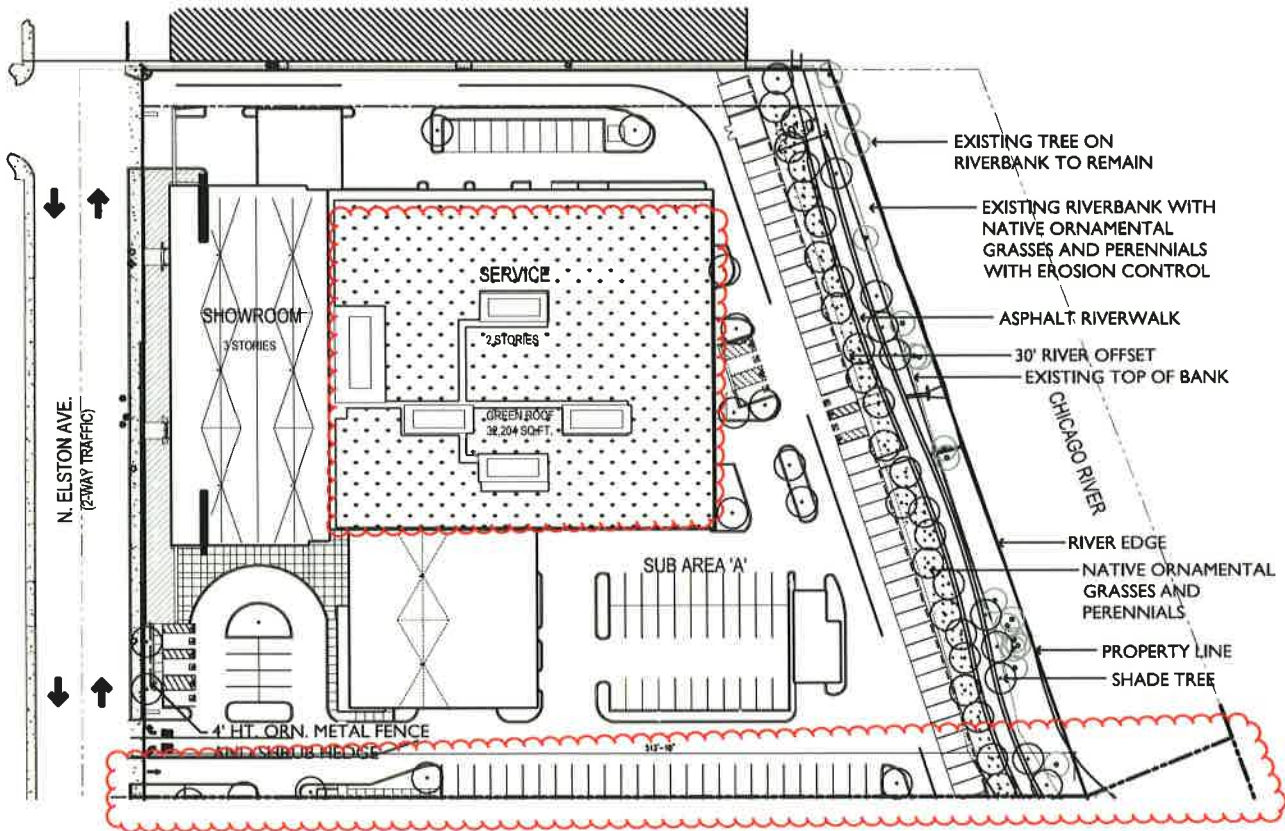 EXISTING TREE ON
RIVERBANK TO REMAIN
EXISTING RIVERBANK WITH
NATIVE ORNAMENTAL
GRASSES AND PERENNIALS
WITH EROSION CONTROL
ASPHALT RIVERWALK
30' RIVER OFFSET
EXISTING TOP OF BANK
CHICAGO RIVER
RIVER EDGE
NATIVE ORNAMENTAL
GRASSES AND
PERENNIALS
PROPERTY LINE
SHADE TREE
SERVICE
2 STORIES
GREEN ROOF
32,204 SQ.FT.
SHOWROOM
3 STORIES
N. ELSTON AVE.
(2-WAY TRAFFIC)
SUB AREA 'A'
4' HT. ORN. METAL FENCE
AND SHRUB HEDGE
513'-10"